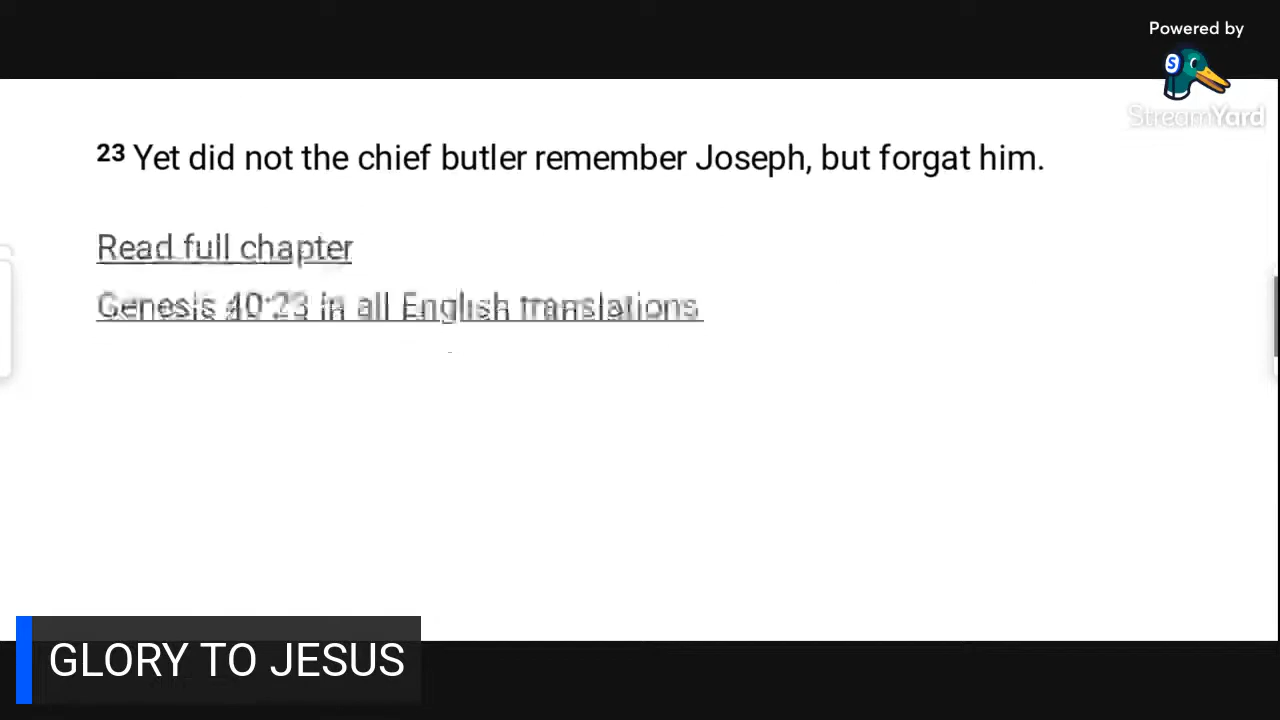 Powered by
StreamYard
23 Yet did not the chief butler remember Joseph, but forgat him.
Read full chapter
Genesis 40:23 in all English translations
GLORY TO JESUS